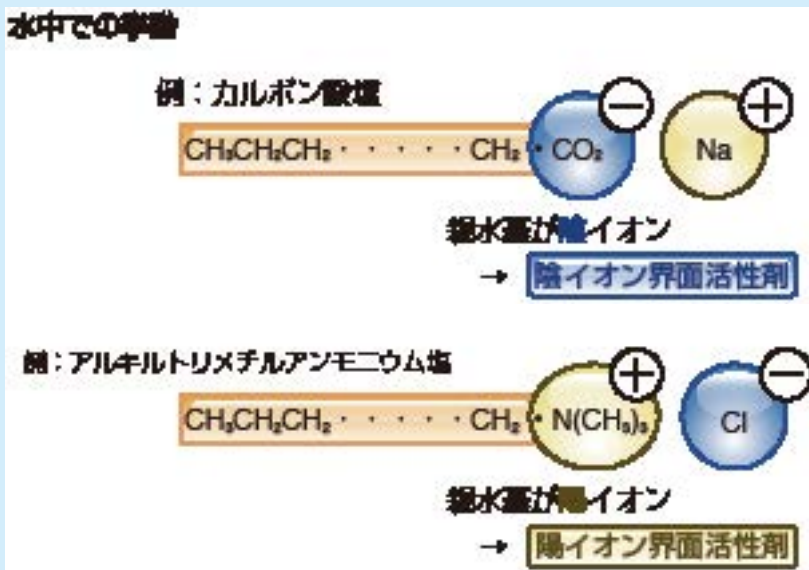 水中での挙動
例：カルボン酸塩
CH₃CH₂CH₂・・・・・CH₂・CO₂ − Na +
親水基が陰イオン
→ 陰イオン界面活性剤
例：アルキルトリメチルアンモニウム塩
CH₃CH₂CH₂・・・・・CH₂・N(CH₃)₃ + Cl −
親水基が陽イオン
→ 陽イオン界面活性剤